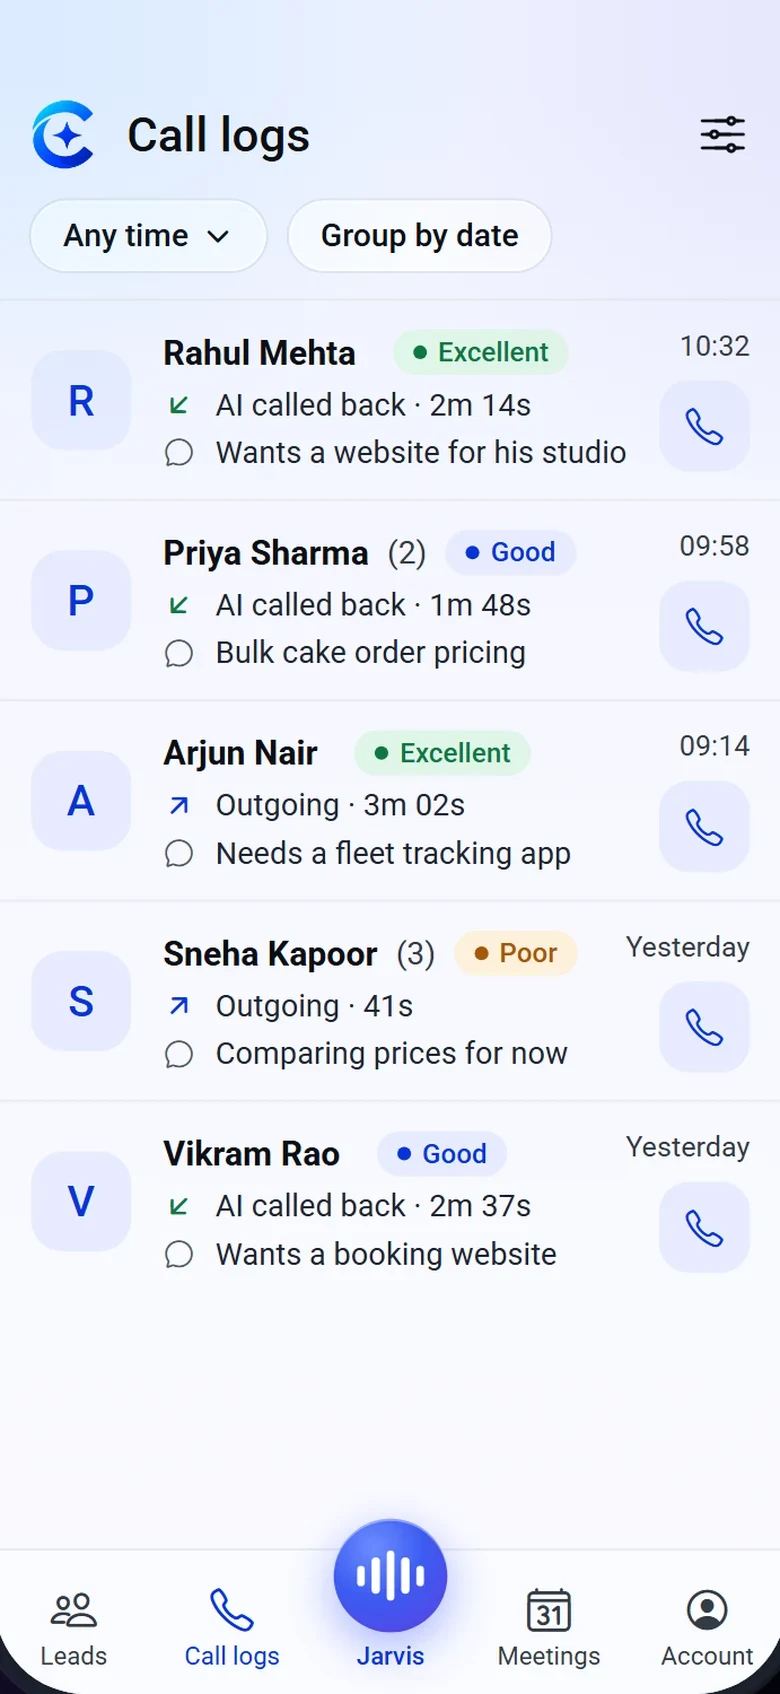 Call logs
Any time
Group by date
Rahul Mehta Excellent 10:32
R
AI called back · 2m 14s
Wants a website for his studio
Priya Sharma (2) Good 09:58
P
AI called back · 1m 48s
Bulk cake order pricing
Arjun Nair Excellent 09:14
A
Outgoing · 3m 02s
Needs a fleet tracking app
Sneha Kapoor (3) Poor Yesterday
S
Outgoing · 41s
Comparing prices for now
Vikram Rao Good Yesterday
V
AI called back · 2m 37s
Wants a booking website
31
Leads Call logs Jarvis Meetings Account